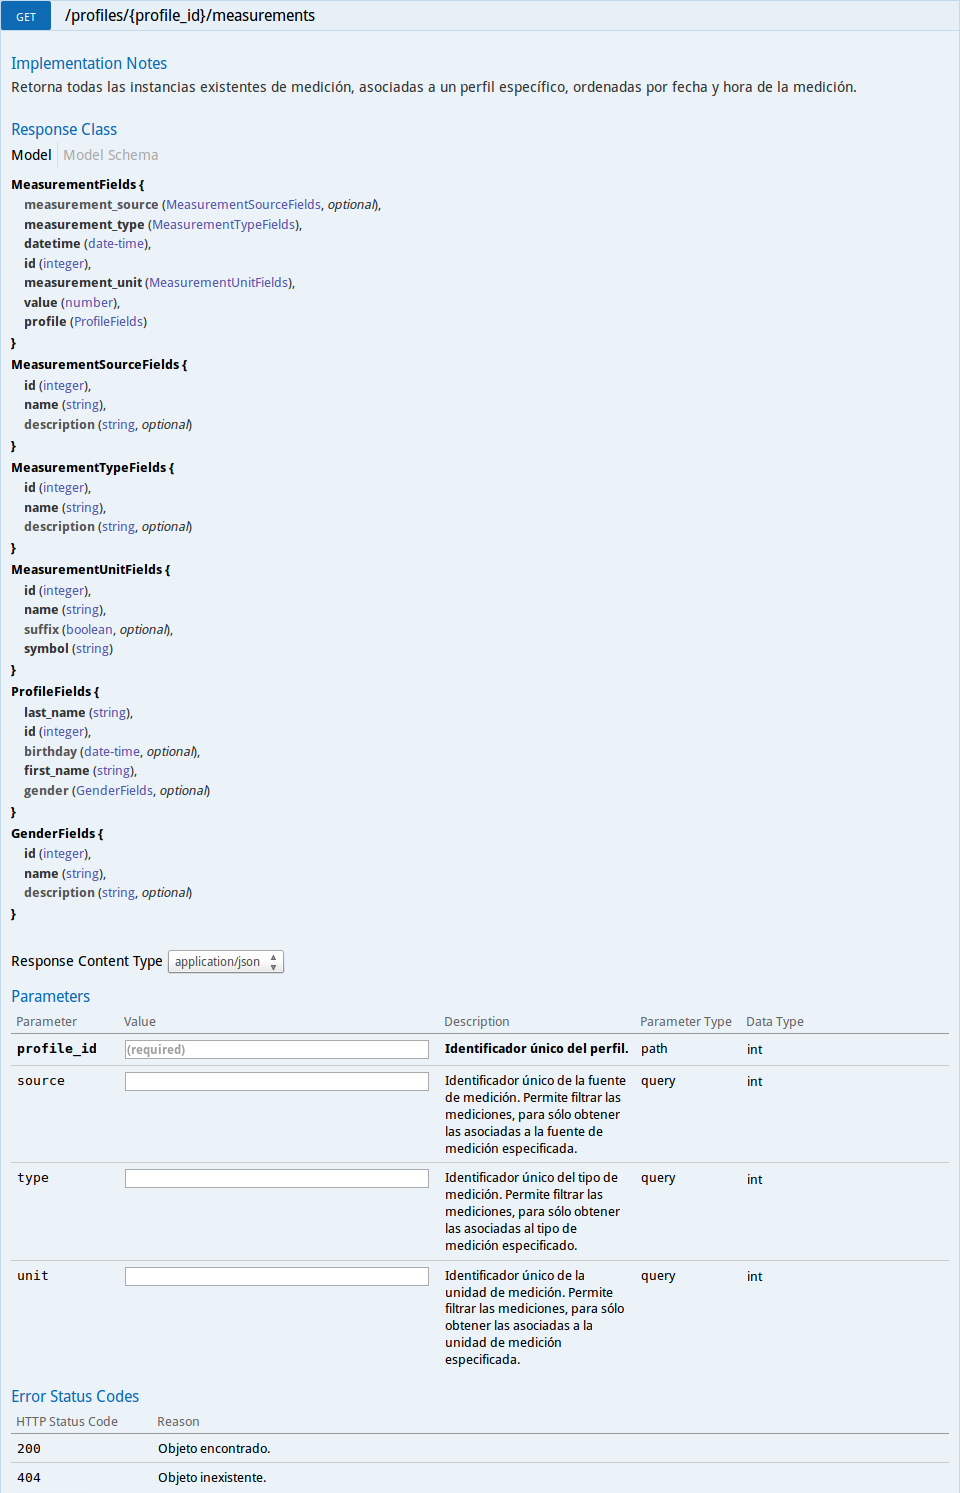 GET /profiles/{profile_id}/measurements
Implementation Notes
Retorna todas las instancias existentes de medición, asociadas a un perfil específico, ordenadas por fecha y hora de la medición.
Response Class
Model Model Schema
MeasurementFields {
measurement_source (MeasurementSourceFields, optional),
measurement_type (MeasurementTypeFields),
datetime (date-time),
id (integer),
measurement_unit (MeasurementUnitFields),
value (number),
profile (ProfileFields)
}
MeasurementSourceFields {
id (integer),
name (string),
description (string, optional)
}
MeasurementTypeFields {
id (integer),
name (string),
description (string, optional)
}
MeasurementUnitFields {
id (integer),
name (string),
suffix (boolean, optional),
symbol (string)
}
ProfileFields {
last_name (string),
id (integer),
birthday (date-time, optional),
first_name (string),
gender (GenderFields, optional)
}
GenderFields {
id (integer),
name (string),
description (string, optional)
}
Response Content Type application/json
Parameters
Parameter Value Description Parameter Type Data Type
profile_id (required) Identificador único del perfil. path int
source Identificador único de la fuente query int
de medición. Permite filtrar las
mediciones, para sólo obtener
las asociadas a la fuente de
medición especificada.
type Identificador único del tipo de query int
medición. Permite filtrar las
mediciones, para sólo obtener
las asociadas al tipo de
medición especificado.
unit Identificador único de la query int
unidad de medición. Permite
filtrar las mediciones, para sólo
obtener las asociadas a la
unidad de medición
especificada.
Error Status Codes
HTTP Status Code Reason
200 Objeto encontrado.
404 Objeto inexistente.